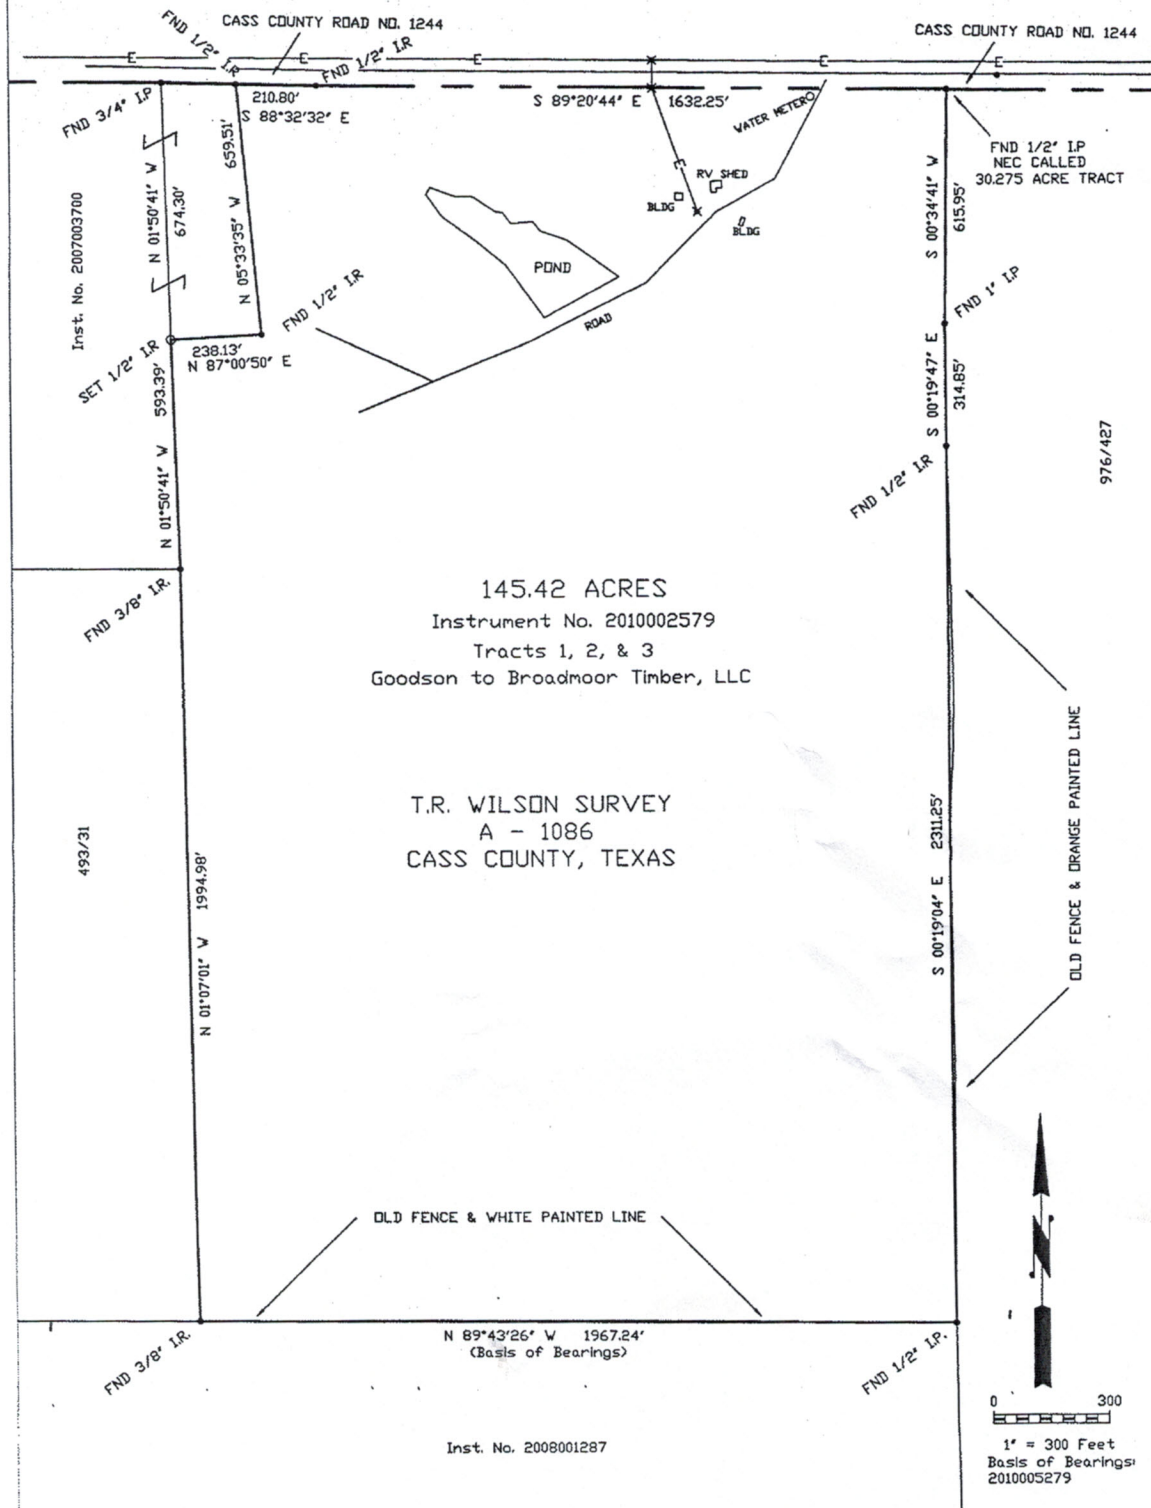 CASS COUNTY ROAD NO. 1244
CASS COUNTY ROAD NO. 1244
FND 1/2" I.R
FND 1/2" I.R
E
E
E
E
E
FND 3/4" I.P
210.80'
S 88°32'32" E
S 89°20'44" E 1632.25'
WATER METER
FND 1/2" I.P
NEC CALLED
30.275 ACRE TRACT
N 01°50'41" W
674.30'
N 05°33'35" W 659.51'
E
RV SHED
BLDG
BLDG
S 00°34'41" W
615.95'
Inst. No. 2007003700
POND
ROAD
FND 1/2" I.R
FND 1" I.P
SET 1/2" I.R
238.13'
N 87°00'50" E
S 00°19'47" E
314.85'
N 01°50'41" W 593.39'
FND 1/2" I.R
976/427
FND 3/8" I.R.
145.42 ACRES
Instrument No. 2010002579
Tracts 1, 2, & 3
Goodson to Broadmoor Timber, LLC
T.R. WILSON SURVEY
A - 1086
CASS COUNTY, TEXAS
493/31
N 01°07'01" W 1994.98'
S 00°19'04" E 2311.25'
OLD FENCE & ORANGE PAINTED LINE
OLD FENCE & WHITE PAINTED LINE
N 89°43'26" W 1967.24'
(Basis of Bearings)
FND 3/8" I.R.
FND 1/2" I.P.
N
Inst. No. 2008001287
0 300
1" = 300 Feet
Basis of Bearings:
2010005279